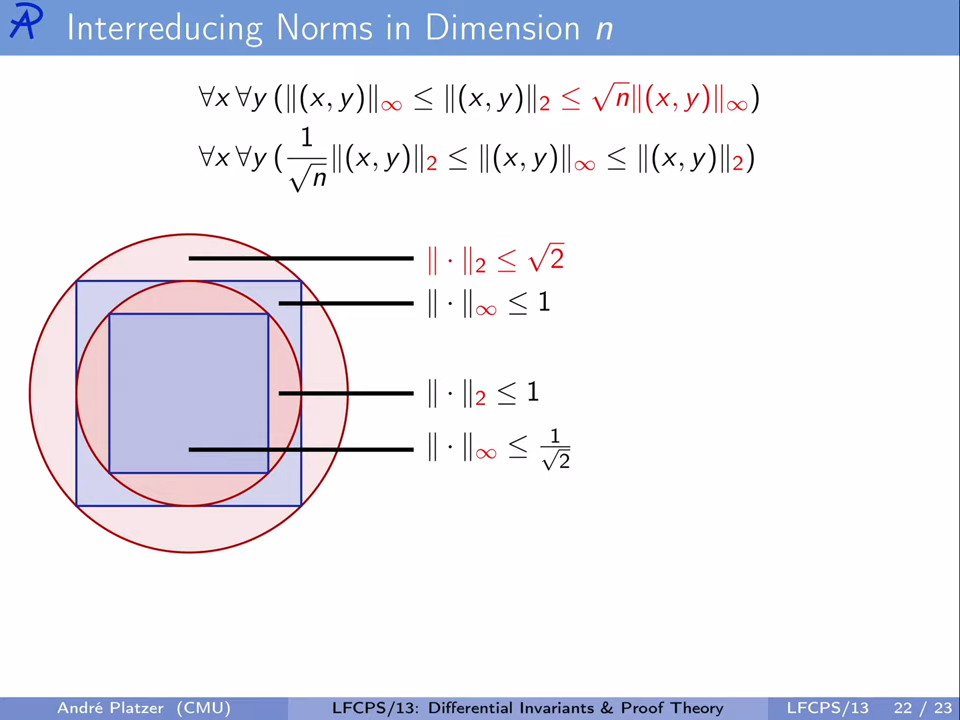 Interreducing Norms in Dimension n
∀x ∀y (‖(x, y)‖∞ ≤ ‖(x, y)‖₂ ≤ √n‖(x, y)‖∞)
∀x ∀y (1/√n ‖(x, y)‖₂ ≤ ‖(x, y)‖∞ ≤ ‖(x, y)‖₂)
‖ · ‖₂ ≤ √2
‖ · ‖∞ ≤ 1
‖ · ‖₂ ≤ 1
‖ · ‖∞ ≤ 1/√2
André Platzer (CMU) LFCPS/13: Differential Invariants & Proof Theory LFCPS/13 22 / 23